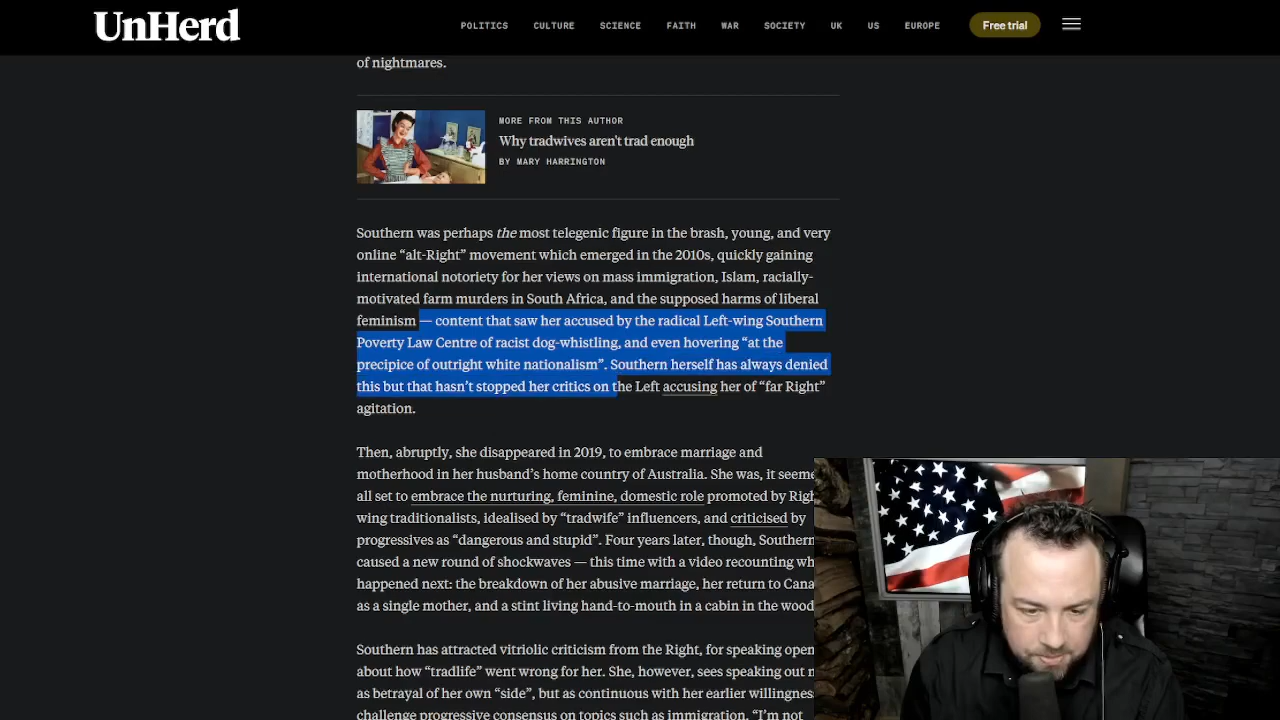 UnHerd
POLITICS CULTURE SCIENCE FAITH WAR SOCIETY UK US EUROPE Free trial
of nightmares.
MORE FROM THIS AUTHOR
Why tradwives aren't trad enough
BY MARY HARRINGTON
Southern was perhaps the most telegenic figure in the brash, young, and very
online “alt-Right” movement which emerged in the 2010s, quickly gaining
international notoriety for her views on mass immigration, Islam, racially-
motivated farm murders in South Africa, and the supposed harms of liberal
feminism — content that saw her accused by the radical Left-wing Southern
Poverty Law Centre of racist dog-whistling, and even hovering “at the
precipice of outright white nationalism”. Southern herself has always denied
this but that hasn’t stopped her critics on the Left accusing her of “far Right”
agitation.
Then, abruptly, she disappeared in 2019, to embrace marriage and
motherhood in her husband’s home country of Australia. She was, it seeme
all set to embrace the nurturing, feminine, domestic role promoted by Righ
wing traditionalists, idealised by “tradwife” influencers, and criticised by
progressives as “dangerous and stupid”. Four years later, though, Southern
caused a new round of shockwaves — this time with a video recounting wh
happened next: the breakdown of her abusive marriage, her return to Cana
as a single mother, and a stint living hand-to-mouth in a cabin in the wood
Southern has attracted vitriolic criticism from the Right, for speaking open
about how “tradlife” went wrong for her. She, however, sees speaking out n
as betrayal of her own “side”, but as continuous with her earlier willingness
challenge progressive consensus on topics such as immigration. “I’m not